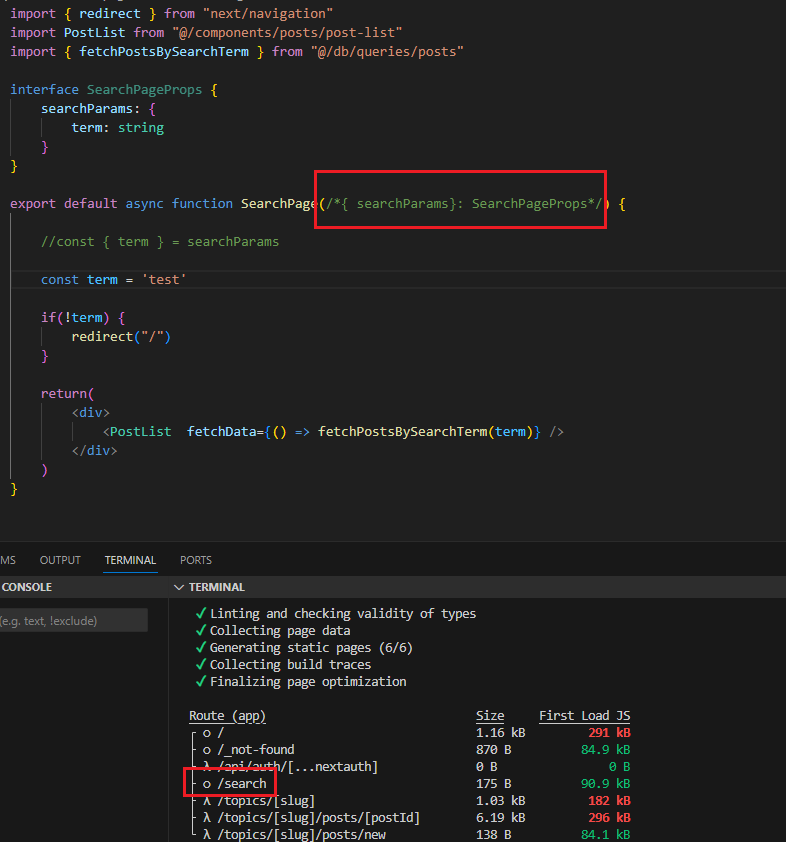 import { redirect } from "next/navigation"
import PostList from "@/components/posts/post-list"
import { fetchPostsBySearchTerm } from "@/db/queries/posts"
interface SearchPageProps {
    searchParams: {
        term: string
    }
}
export default async function SearchPage(/*{ searchParams}: SearchPageProps*/) {
    //const { term } = searchParams
    const term = 'test'
    if(!term) {
        redirect("/")
    }
    return(
        <div>
            <PostList  fetchData={() => fetchPostsBySearchTerm(term)} />
        </div>
    )
}
MS OUTPUT TERMINAL PORTS
CONSOLE
(e.g. text, !exclude)
TERMINAL
✓ Linting and checking validity of types
✓ Collecting page data
✓ Generating static pages (6/6)
✓ Collecting build traces
✓ Finalizing page optimization
Route (app) Size First Load JS
┌ ○ / 1.16 kB 291 kB
├ ○ /_not-found 870 B 84.9 kB
├ λ /api/auth/[...nextauth] 0 B 0 B
├ ○ /search 175 B 90.9 kB
├ λ /topics/[slug] 1.03 kB 182 kB
├ λ /topics/[slug]/posts/[postId] 6.19 kB 296 kB
└ λ /topics/[slug]/posts/new 138 B 84.1 kB